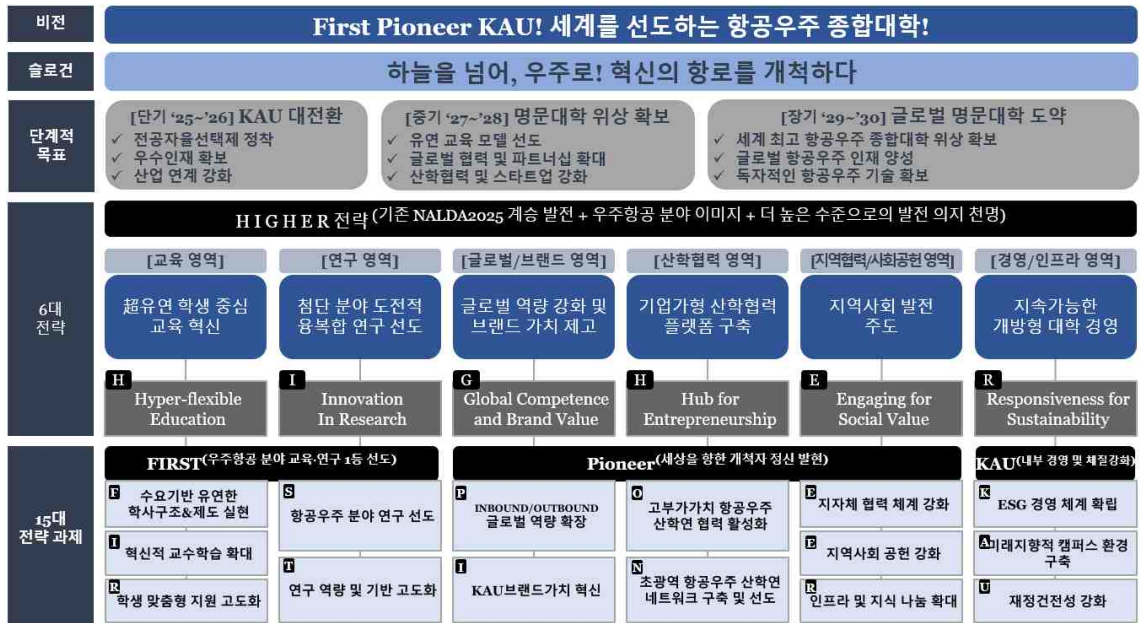 비전
First Pioneer KAU! 세계를 선도하는 항공우주 종합대학!
슬로건
하늘을 넘어, 우주로! 혁신의 항로를 개척하다
단계적
목표
[단기 ‘25~’26] KAU 대전환
✓ 전공자율선택제 정착
✓ 우수인재 확보
✓ 산업 연계 강화
[중기 ‘27~’28] 명문대학 위상 확보
✓ 유연 교육 모델 선도
✓ 글로벌 협력 및 파트너십 확대
✓ 산학협력 및 스타트업 강화
[장기 ‘29~’30] 글로벌 명문대학 도약
✓ 세계 최고 항공우주 종합대학 위상 확보
✓ 글로벌 항공우주 인재 양성
✓ 독자적인 항공우주 기술 확보
6대
전략
H I G H E R 전략(기존 NALDA2025 계승 발전 + 우주항공 분야 이미지 + 더 높은 수준으로의 발전 의지 천명)
[교육 영역]
超유연 학생 중심
교육 혁신
H
Hyper-flexible
Education
[연구 영역]
첨단 분야 도전적
융복합 연구 선도
I
Innovation
In Research
[글로벌/브랜드 영역]
글로벌 역량 강화 및
브랜드 가치 제고
G
Global Competence
and Brand Value
[산학협력 영역]
기업가형 산학협력
플랫폼 구축
H
Hub for
Entrepreneurship
[지역협력/사회공헌 영역]
지역사회 발전
주도
E
Engaging for
Social Value
[경영/인프라 영역]
지속가능한
개방형 대학 경영
R
Responsiveness for
Sustainability
15대
전략 과제
FIRST(우주항공 분야 교육·연구 1등 선도)
F
수요기반 유연한
학사구조&제도 실현
I
혁신적 교수학습 확대
R
학생 맞춤형 지원 고도화
S
항공우주 분야 연구 선도
T
연구 역량 및 기반 고도화
Pioneer(세상을 향한 개척자 정신 발현)
P
INBOUND/OUTBOUND
글로벌 역량 확장
I
KAU브랜드가치 혁신
O
고부가가치 항공우주
산학연 협력 활성화
N
초광역 항공우주 산학연
네트워크 구축 및 선도
E
지자체 협력 체계 강화
E
지역사회 공헌 강화
R
인프라 및 지식 나눔 확대
KAU(내부 경영 및 체질강화)
K
ESG 경영 체계 확립
A
미래지향적 캠퍼스 환경
구축
U
재정건전성 강화